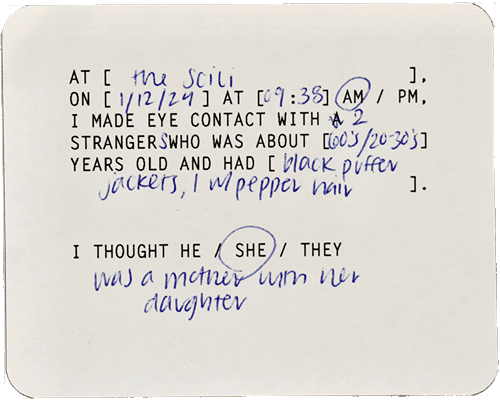 AT [ the Scili ],
ON [ 1/12/24 ] AT [09:38] AM / PM,
I MADE EYE CONTACT WITH A 2
STRANGERS WHO WAS ABOUT [60's/20-30's]
YEARS OLD AND HAD [ black puffer
jackets, 1 w/ pepper hair ].
I THOUGHT HE / SHE / THEY
was a mother with her
daughter